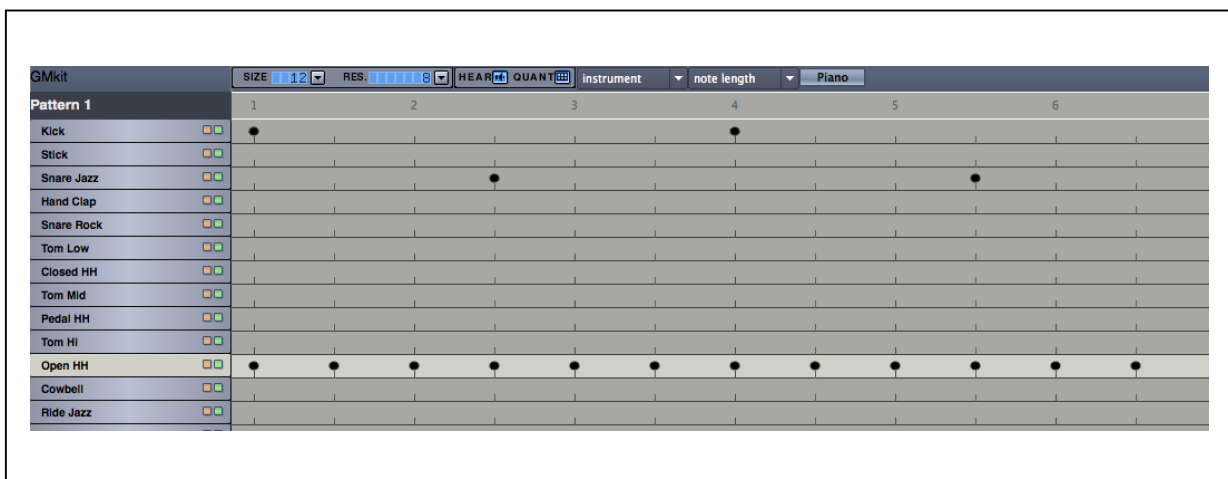 GMkit SIZE 12 RES. 8 HEAR QUANT instrument note length Piano
Pattern 1 1 2 3 4 5 6
Kick
Stick
Snare Jazz
Hand Clap
Snare Rock
Tom Low
Closed HH
Tom Mid
Pedal HH
Tom Hi
Open HH
Cowbell
Ride Jazz